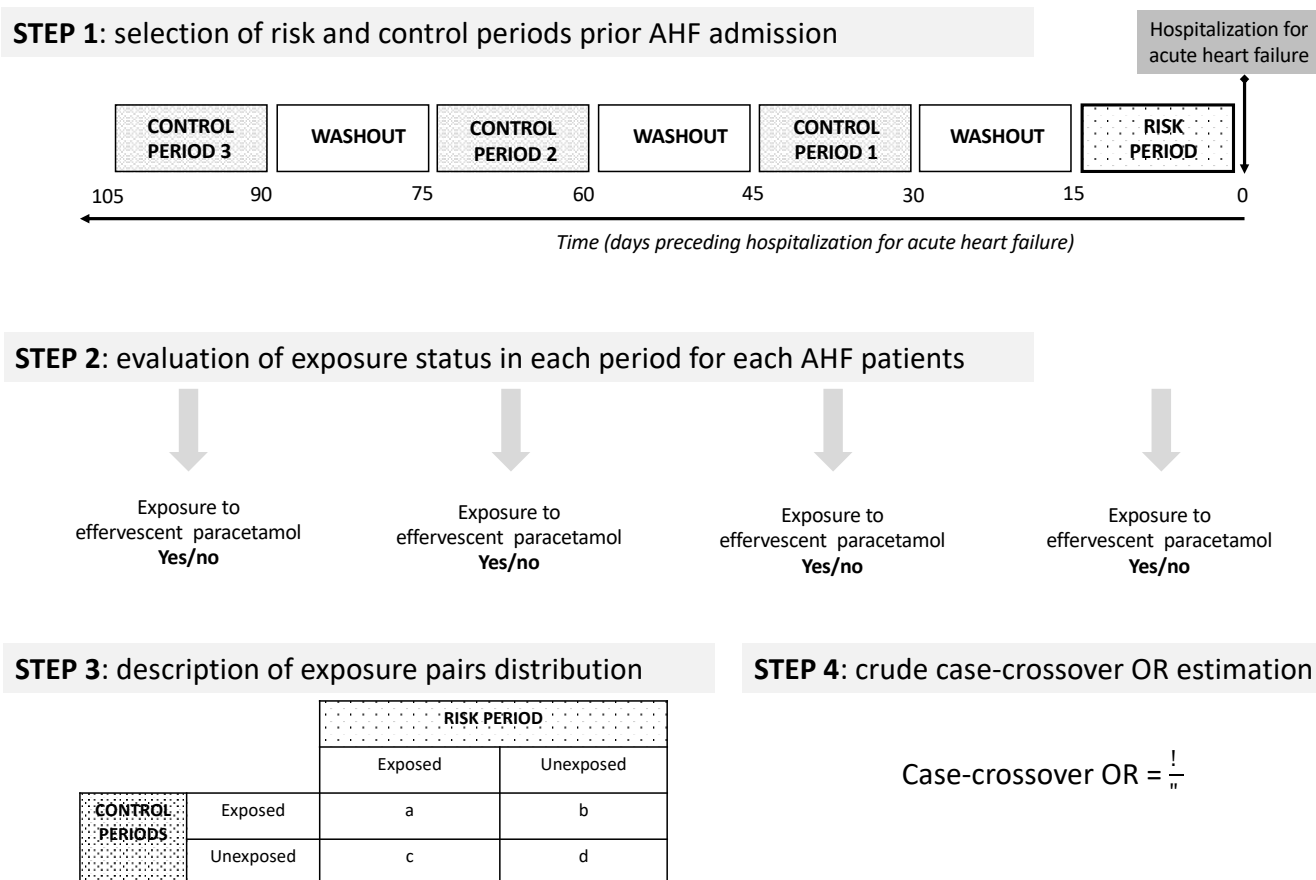 STEP 1: selection of risk and control periods prior AHF admission
Hospitalization for
acute heart failure
CONTROL
PERIOD 3
WASHOUT
CONTROL
PERIOD 2
WASHOUT
CONTROL
PERIOD 1
WASHOUT
RISK
PERIOD
105 90 75 60 45 30 15 0
Time (days preceding hospitalization for acute heart failure)
STEP 2: evaluation of exposure status in each period for each AHF patients
Exposure to
effervescent paracetamol
Yes/no
Exposure to
effervescent paracetamol
Yes/no
Exposure to
effervescent paracetamol
Yes/no
Exposure to
effervescent paracetamol
Yes/no
STEP 3: description of exposure pairs distribution
RISK PERIOD
Exposed Unexposed
CONTROL
PERIODS
Exposed a b
Unexposed c d
STEP 4: crude case-crossover OR estimation
Case-crossover OR = !/"